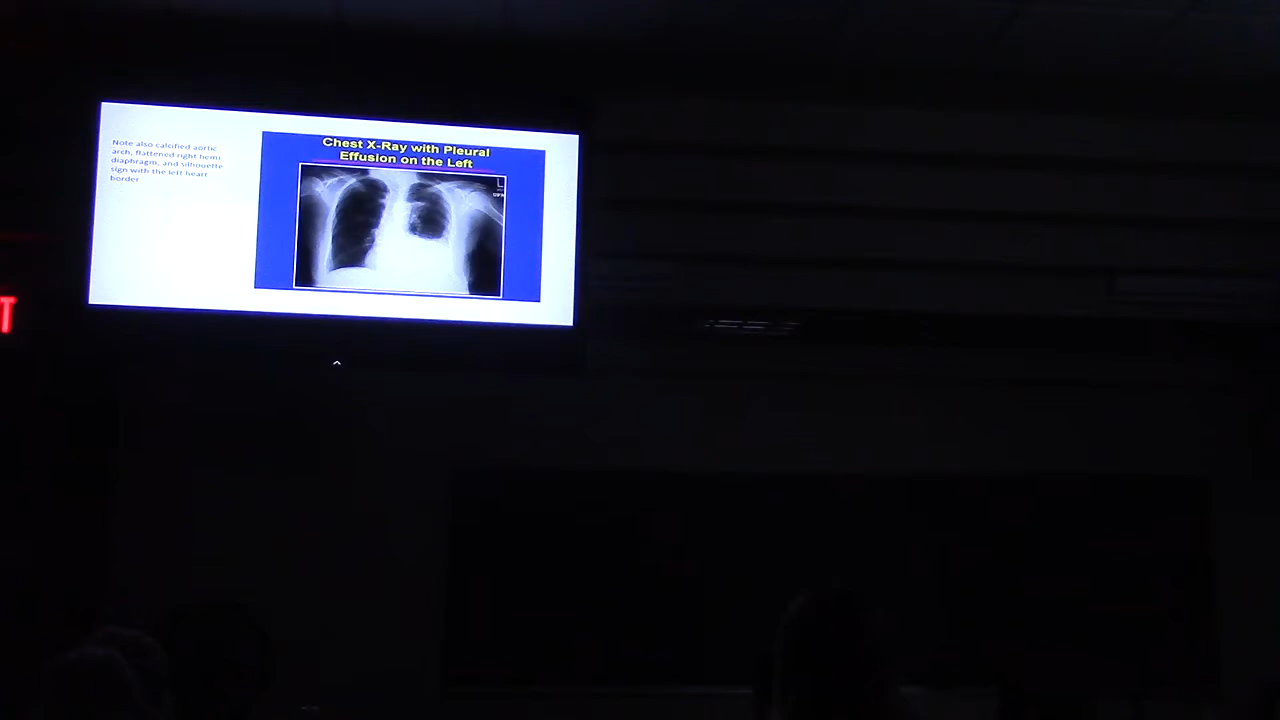 Note also calcified aortic
arch, flattened right hemi
diaphragm, and silhouette
sign with the left heart
border
Chest X-Ray with Pleural
Effusion on the Left
L
T